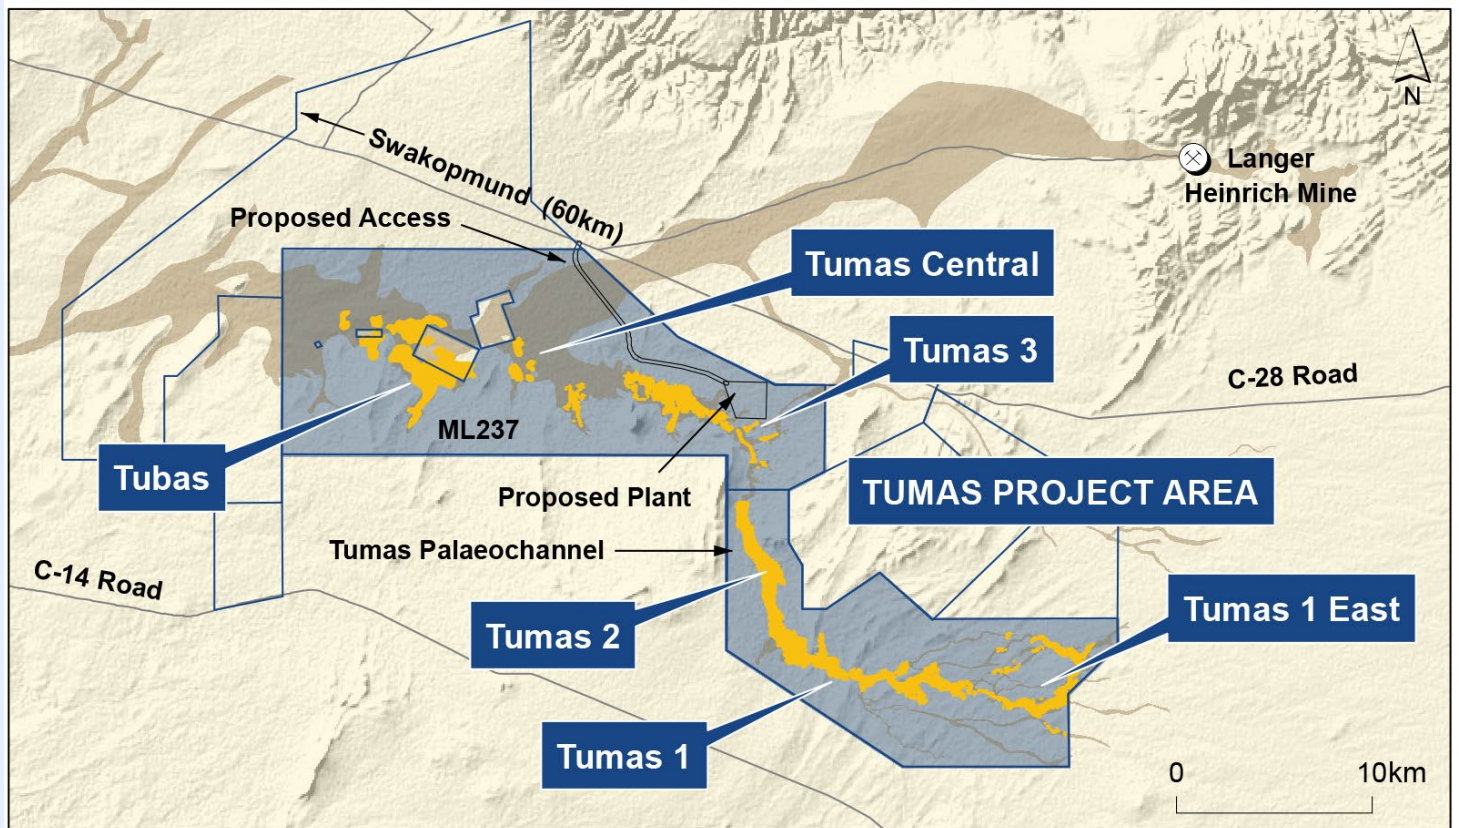 N
Swakopmund (60km)
Langer
Heinrich Mine
Proposed Access
Tumas Central
Tumas 3
C-28 Road
ML237
Tubas
TUMAS PROJECT AREA
Proposed Plant
Tumas Palaeochannel
C-14 Road
Tumas 2
Tumas 1 East
Tumas 1
0 10km